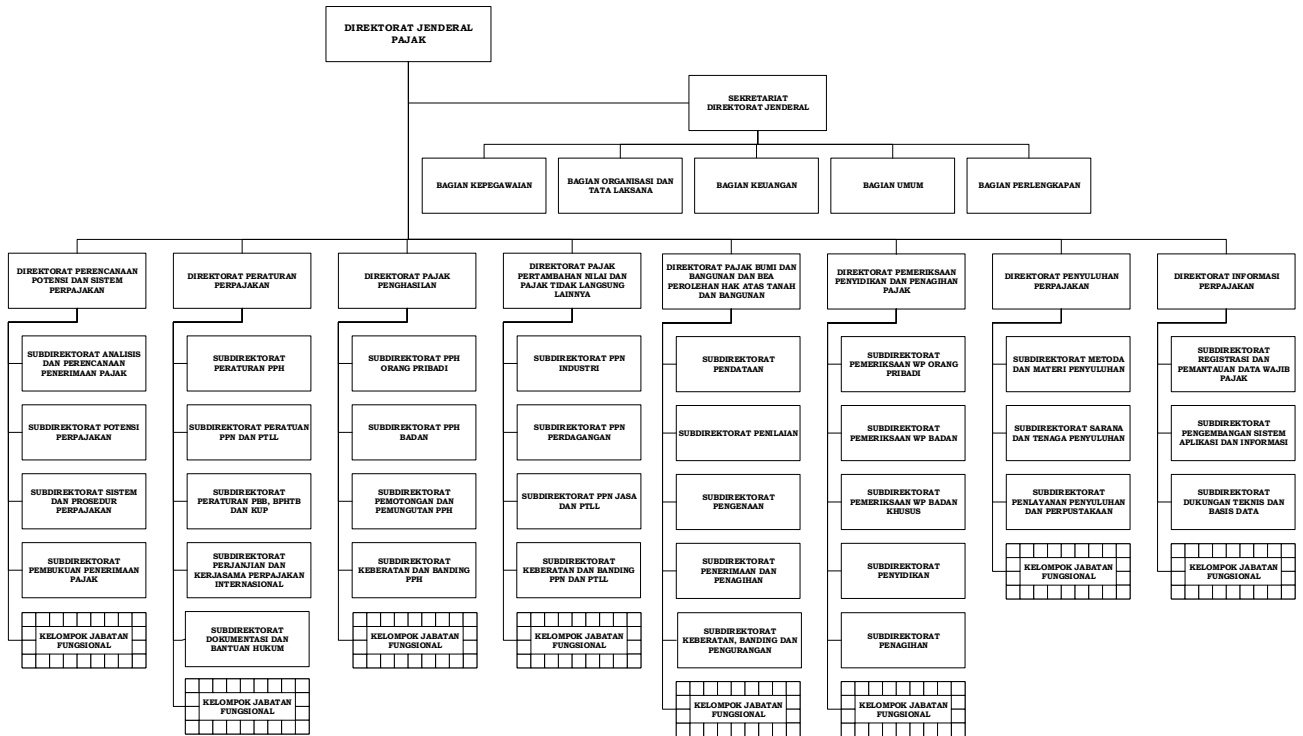 DIREKTORAT JENDERAL
PAJAK
SEKRETARIAT
DIREKTORAT JENDERAL
BAGIAN KEPEGAWAIAN
BAGIAN ORGANISASI DAN
TATA LAKSANA
BAGIAN KEUANGAN
BAGIAN UMUM
BAGIAN PERLENGKAPAN
DIREKTORAT PERENCANAAN
POTENSI DAN SISTEM
PERPAJAKAN
SUBDIREKTORAT ANALISIS
DAN PERENCANAAN
PENERIMAAN PAJAK
SUBDIREKTORAT POTENSI
PERPAJAKAN
SUBDIREKTORAT SISTEM
DAN PROSEDUR
PERPAJAKAN
SUBDIREKTORAT
PEMBUKUAN PENERIMAAN
PAJAK
KELOMPOK JABATAN
FUNGSIONAL
DIREKTORAT PERATURAN
PERPAJAKAN
SUBDIREKTORAT
PERATURAN PPH
SUBDIREKTORAT PERATUAN
PPN DAN PTLL
SUBDIREKTORAT
PERATURAN PBB, BPHTB
DAN KUP
SUBDIREKTORAT
PERJANJIAN DAN
KERJASAMA PERPAJAKAN
INTERNASIONAL
SUBDIREKTORAT
DOKUMENTASI DAN
BANTUAN HUKUM
KELOMPOK JABATAN
FUNGSIONAL
DIREKTORAT PAJAK
PENGHASILAN
SUBDIREKTORAT PPH
ORANG PRIBADI
SUBDIREKTORAT PPH
BADAN
SUBDIREKTORAT
PEMOTONGAN DAN
PEMUNGUTAN PPH
SUBDIREKTORAT
KEBERATAN DAN BANDING
PPH
KELOMPOK JABATAN
FUNGSIONAL
DIREKTORAT PAJAK
PERTAMBAHAN NILAI DAN
PAJAK TIDAK LANGSUNG
LAINNYA
SUBDIREKTORAT PPN
INDUSTRI
SUBDIREKTORAT PPN
PERDAGANGAN
SUBDIREKTORAT PPN JASA
DAN PTLL
SUBDIREKTORAT
KEBERATAN DAN BANDING
PPN DAN PTLL
KELOMPOK JABATAN
FUNGSIONAL
DIREKTORAT PAJAK BUMI DAN
BANGUNAN DAN BEA
PEROLEHAN HAK ATAS TANAH
DAN BANGUNAN
SUBDIREKTORAT
PENDATAAN
SUBDIREKTORAT PENILAIAN
SUBDIREKTORAT
PENGENAAN
SUBDIREKTORAT
PENERIMAAN DAN
PENAGIHAN
SUBDIREKTORAT
KEBERATAN, BANDING DAN
PENGURANGAN
KELOMPOK JABATAN
FUNGSIONAL
DIREKTORAT PEMERIKSAAN
PENYIDIKAN DAN PENAGIHAN
PAJAK
SUBDIREKTORAT
PEMERIKSAAN WP ORANG
PRIBADI
SUBDIREKTORAT
PEMERIKSAAN WP BADAN
SUBDIREKTORAT
PEMERIKSAAN WP BADAN
KHUSUS
SUBDIREKTORAT
PENYIDIKAN
SUBDIREKTORAT
PENAGIHAN
KELOMPOK JABATAN
FUNGSIONAL
DIREKTORAT PENYULUHAN
PERPAJAKAN
SUBDIREKTORAT METODA
DAN MATERI PENYULUHAN
SUBDIREKTORAT SARANA
DAN TENAGA PENYULUHAN
SUBDIREKTORAT
PENLAYANAN PENYULUHAN
DAN PERPUSTAKAAN
KELOMPOK JABATAN
FUNGSIONAL
DIREKTORAT INFORMASI
PERPAJAKAN
SUBDIREKTORAT
REGISTRASI DAN
PEMANTAUAN DATA WAJIB
PAJAK
SUBDIREKTORAT
PENGEMBANGAN SISTEM
APLIKASI DAN INFORMASI
SUBDIREKTORAT
DUKUNGAN TEKNIS DAN
BASIS DATA
KELOMPOK JABATAN
FUNGSIONAL